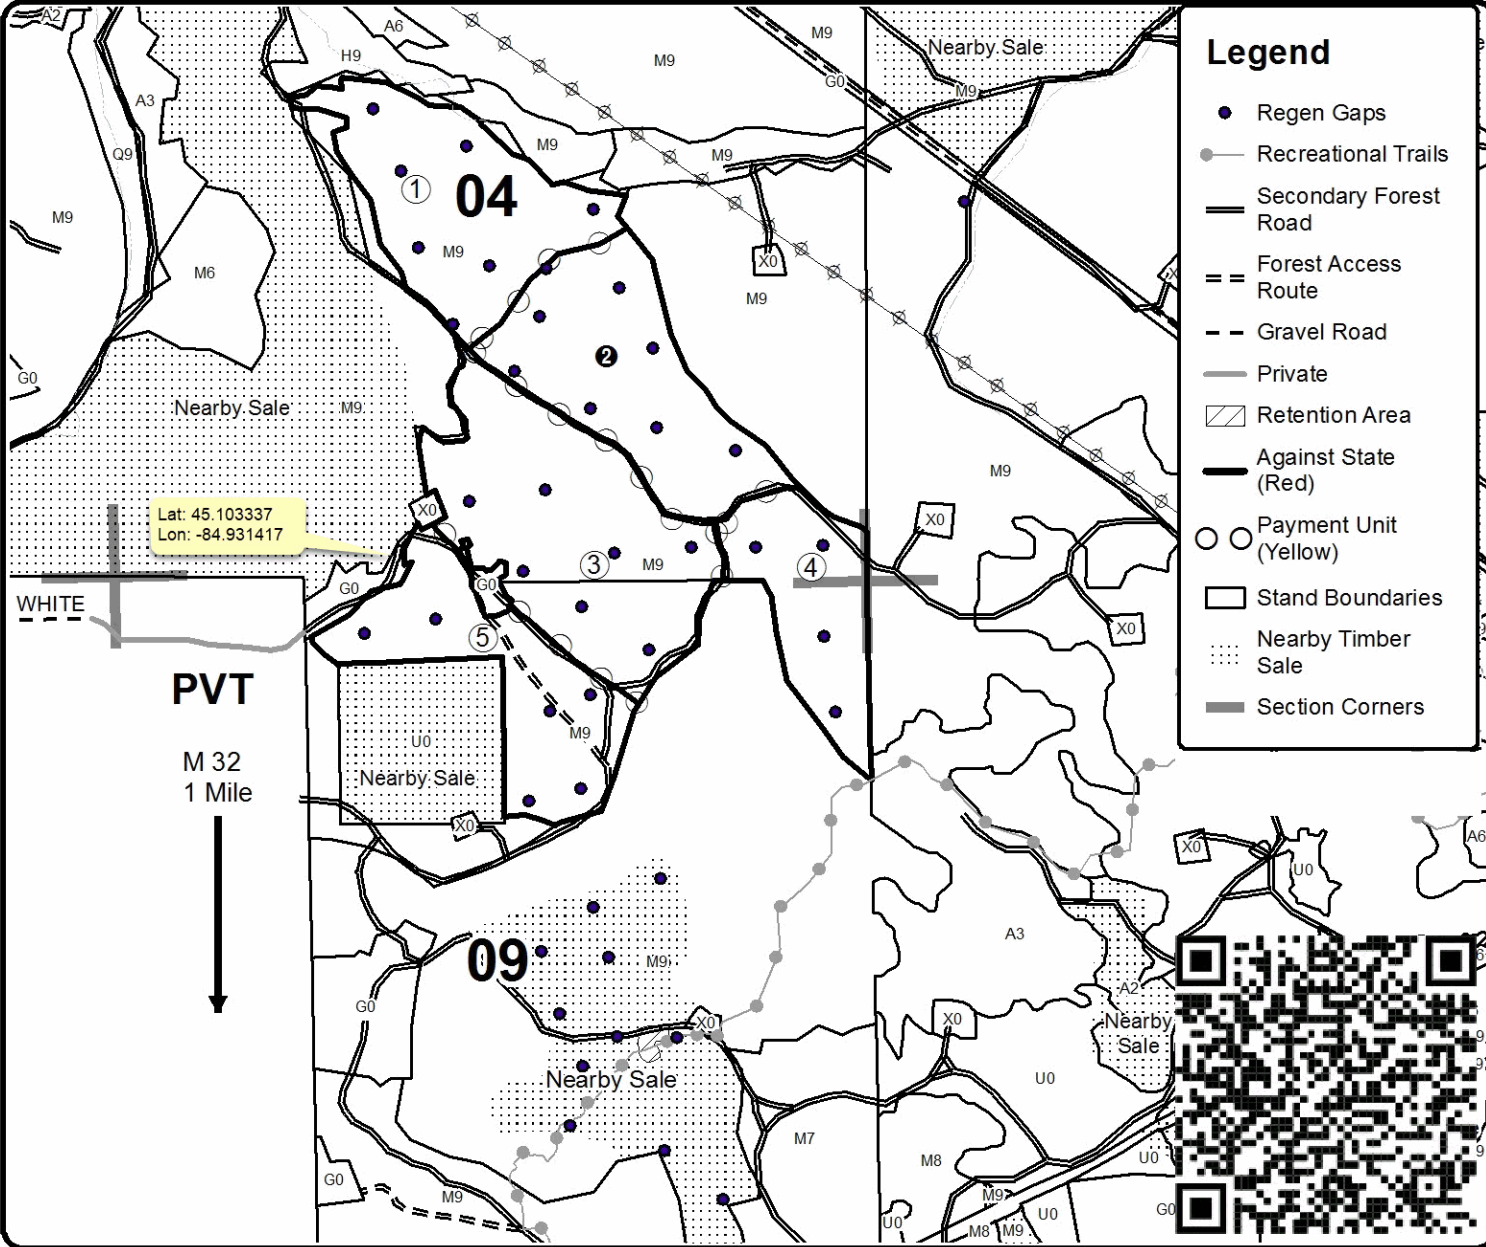 A2
A6
M9
M9
Nearby Sale
H9
G0
M9
A3
Q9
M9
M9
1
04
M9
M9
M6
X0
M9
X
2
G0
Nearby Sale
M9
M9
X0
X0
Lat: 45.103337
Lon: -84.931417
3
M9
4
G0
G0
WHITE
5
X0
PVT
M9
U0
M 32
1 Mile
Nearby Sale
X0
X0
U0
A6
A3
09
M9
G0
A2
X0
X0
Nearby
Sale
Nearby Sale
U0
M7
M8
U0
G0
M9
M9
U0
G0
U0
M8
M9
Legend
Regen Gaps
Recreational Trails
Secondary Forest
Road
Forest Access
Route
Gravel Road
Private
Retention Area
Against State
(Red)
Payment Unit
(Yellow)
Stand Boundaries
Nearby Timber
Sale
Section Corners